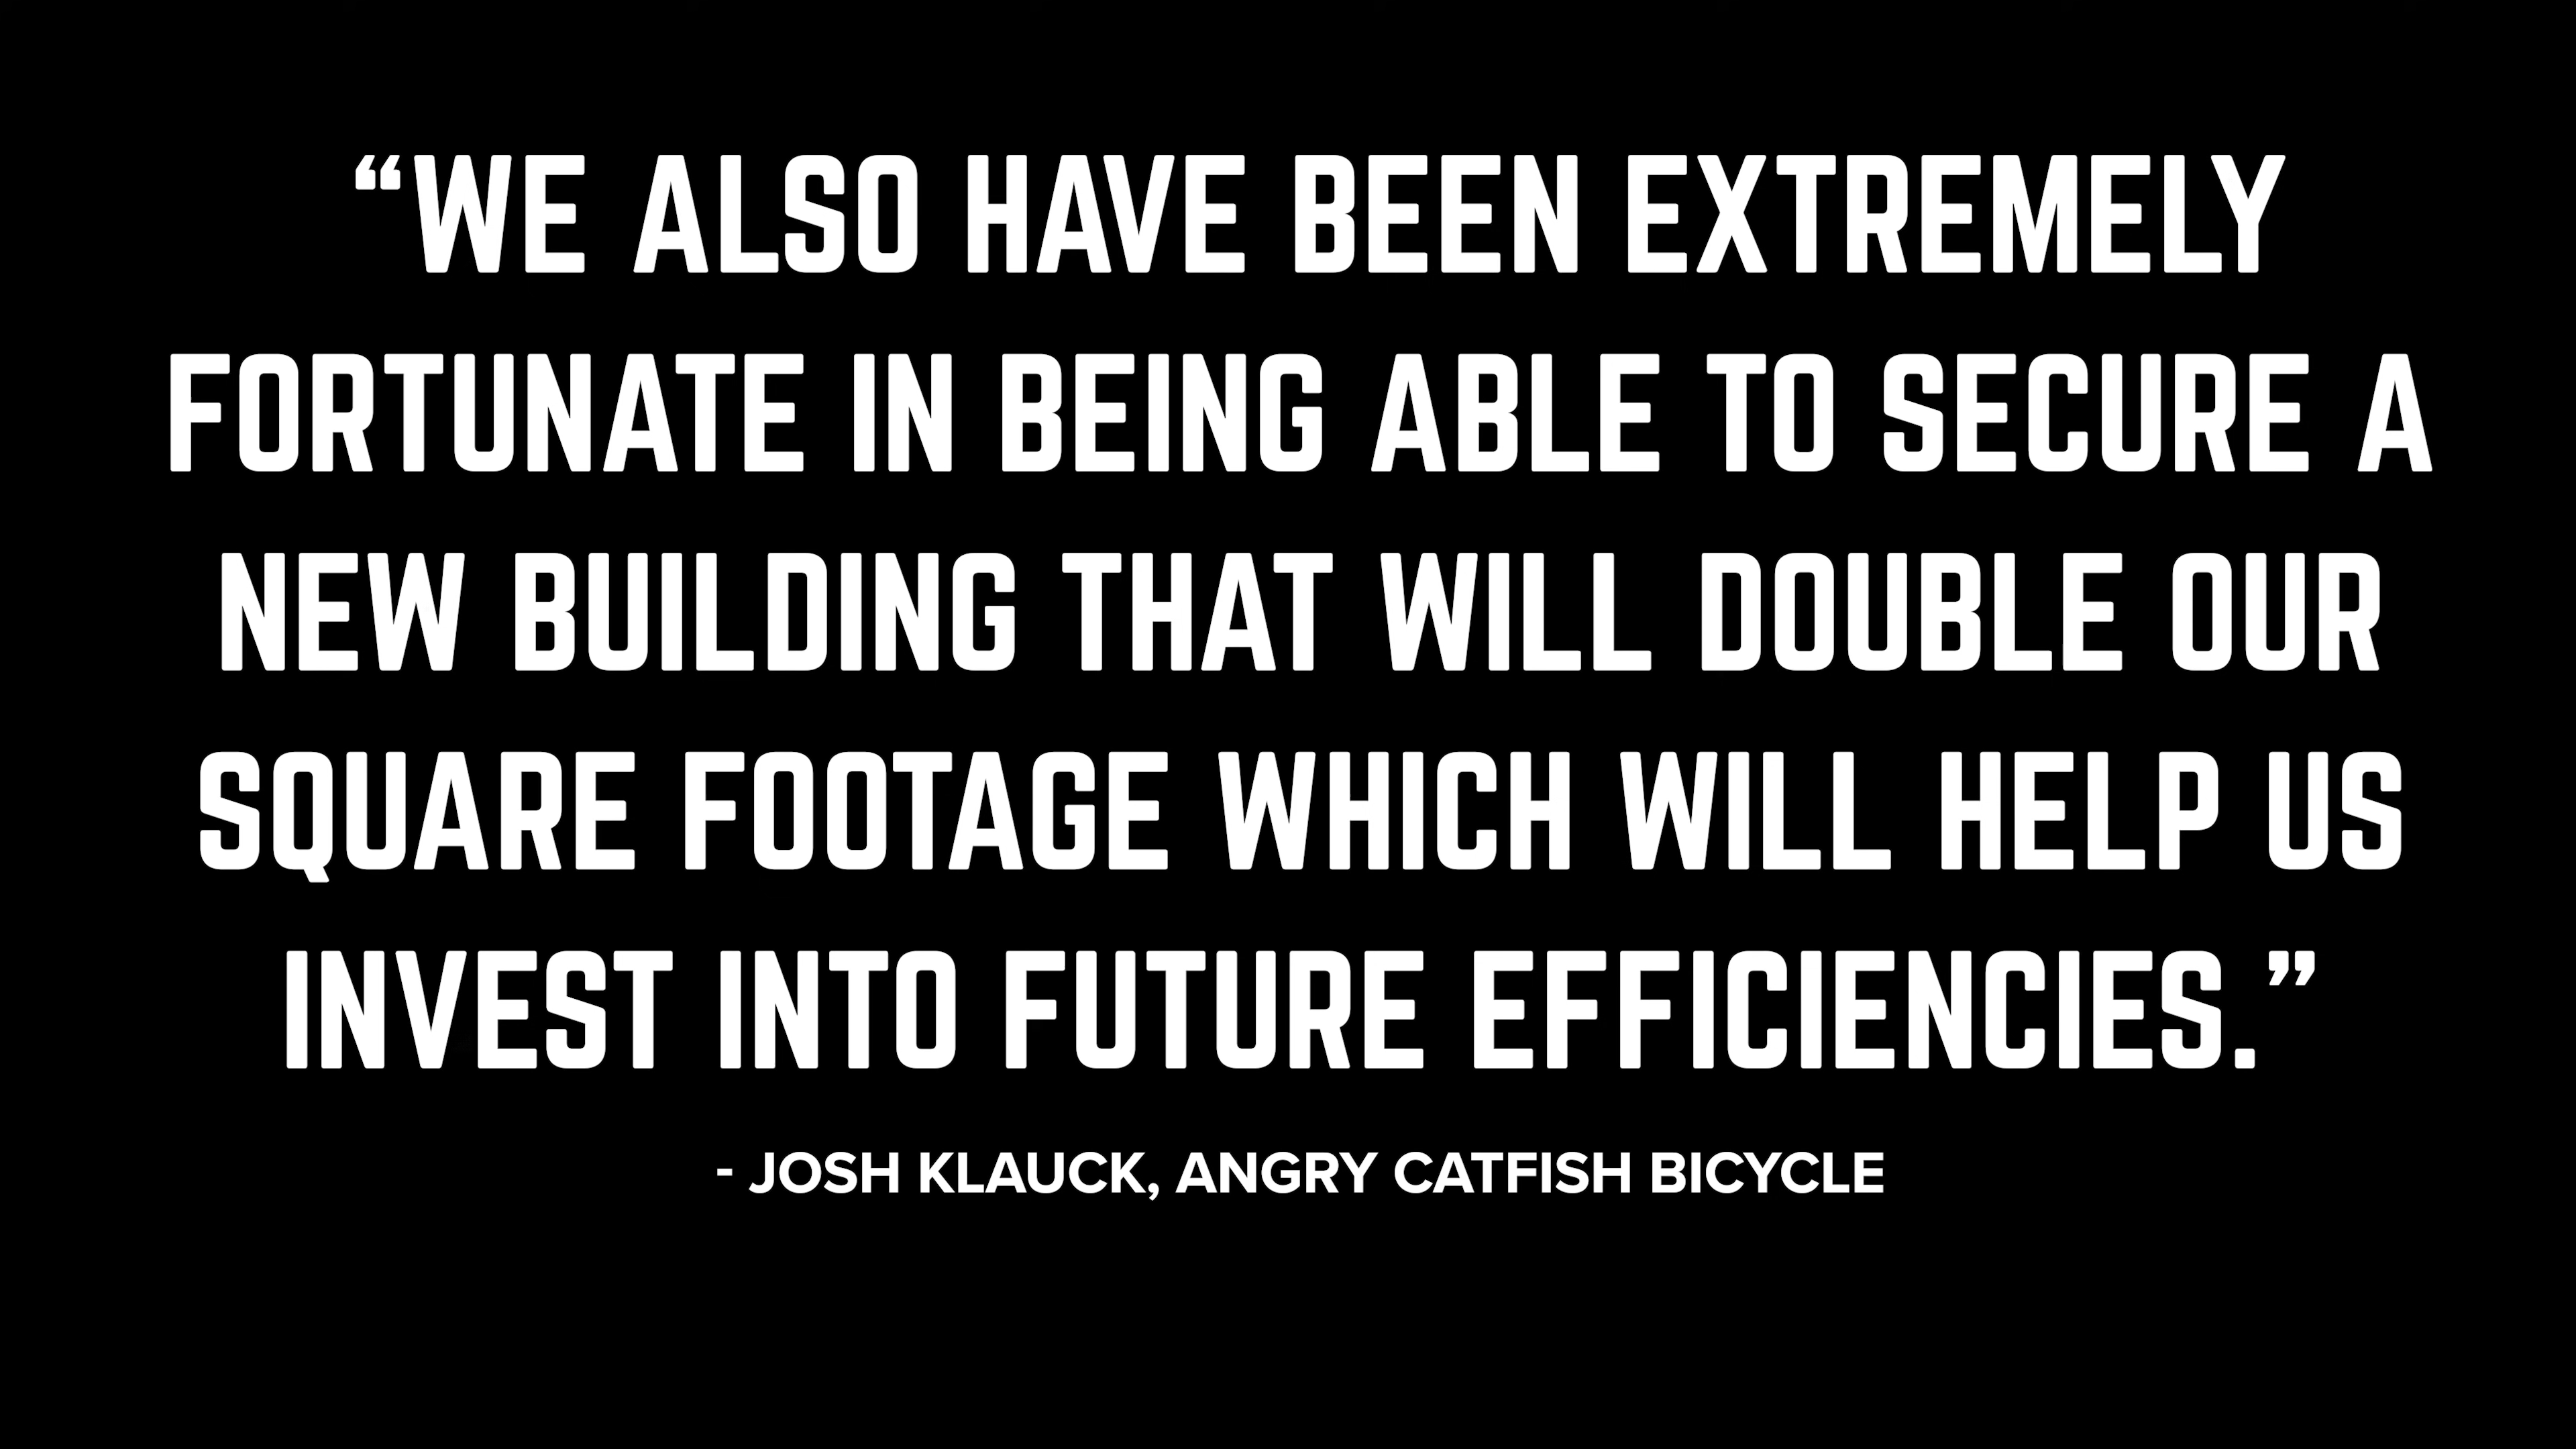 “WE ALSO HAVE BEEN EXTREMELY
FORTUNATE IN BEING ABLE TO SECURE A
NEW BUILDING THAT WILL DOUBLE OUR
SQUARE FOOTAGE WHICH WILL HELP US
INVEST INTO FUTURE EFFICIENCIES.”
- JOSH KLAUCK, ANGRY CATFISH BICYCLE